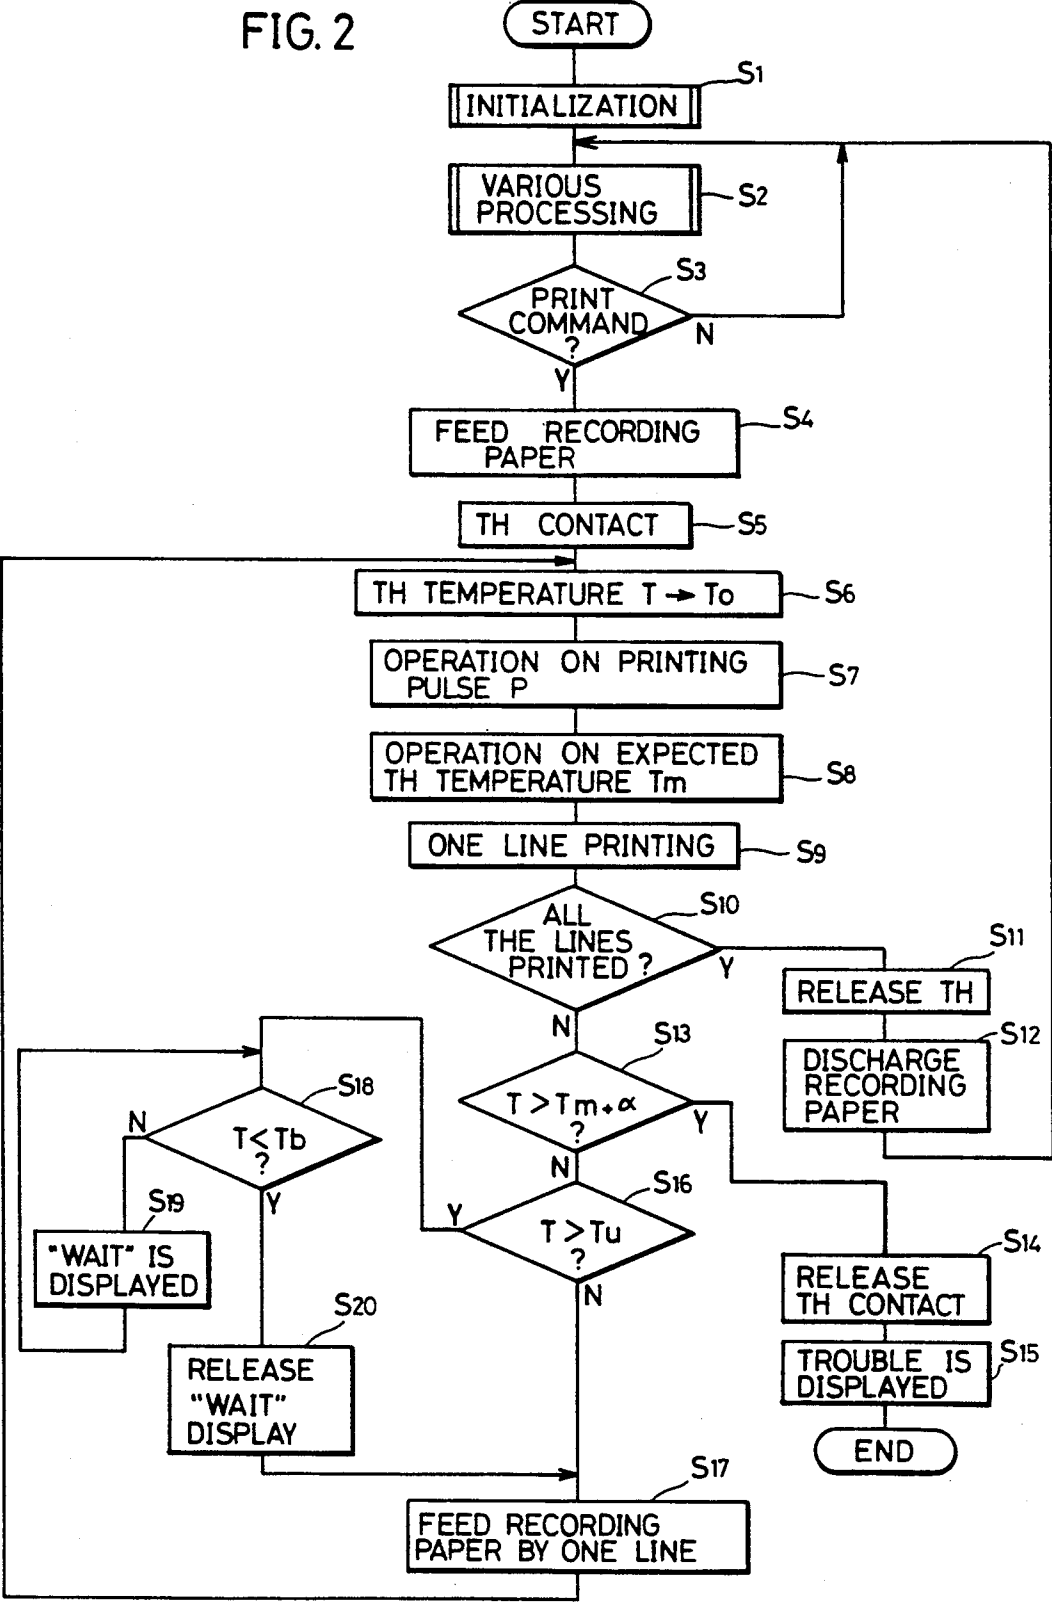 FIG. 2
START
S1
INITIALIZATION
S2
VARIOUS
PROCESSING
S3
PRINT
COMMAND
?
N
Y
S4
FEED RECORDING
PAPER
S5
TH CONTACT
S6
TH TEMPERATURE T → To
S7
OPERATION ON PRINTING
PULSE P
S8
OPERATION ON EXPECTED
TH TEMPERATURE Tm
S9
ONE LINE PRINTING
S10
ALL
THE LINES
PRINTED ?
Y
N
S11
RELEASE TH
S12
DISCHARGE
RECORDING
PAPER
S13
T > Tm + α
?
Y
N
S16
T > Tu
?
Y
N
S18
T < Tb
?
N
Y
S19
"WAIT" IS
DISPLAYED
S20
RELEASE
"WAIT"
DISPLAY
S14
RELEASE
TH CONTACT
S15
TROUBLE IS
DISPLAYED
END
S17
FEED RECORDING
PAPER BY ONE LINE